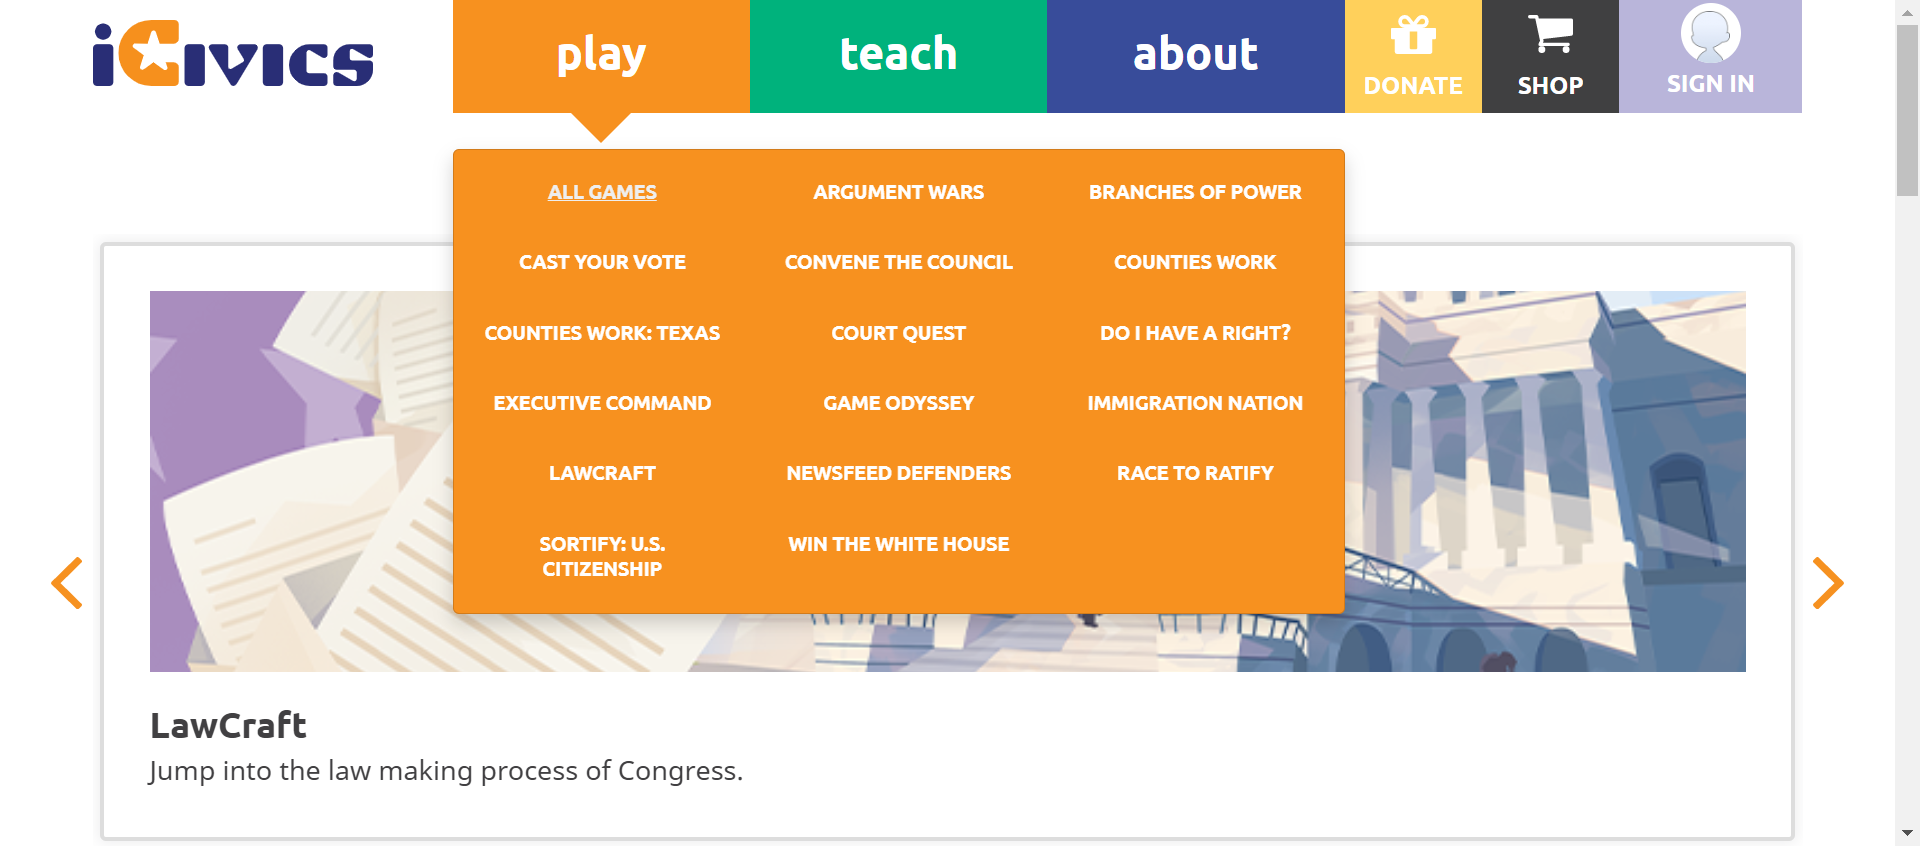 iCIVICS
play
teach
about
DONATE
SHOP
SIGN IN
ALL GAMES
ARGUMENT WARS
BRANCHES OF POWER
CAST YOUR VOTE
CONVENE THE COUNCIL
COUNTIES WORK
COUNTIES WORK: TEXAS
COURT QUEST
DO I HAVE A RIGHT?
EXECUTIVE COMMAND
GAME ODYSSEY
IMMIGRATION NATION
LAWCRAFT
NEWSFEED DEFENDERS
RACE TO RATIFY
SORTIFY: U.S.
CITIZENSHIP
WIN THE WHITE HOUSE
LawCraft
Jump into the law making process of Congress.